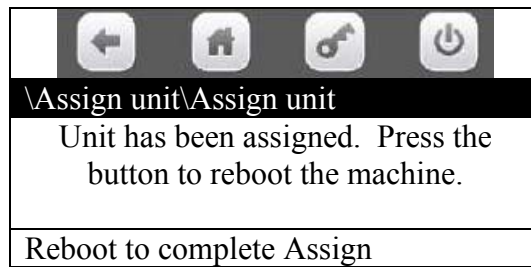 \Assign unit\Assign unit
Unit has been assigned.  Press the
button to reboot the machine.
Reboot to complete Assign